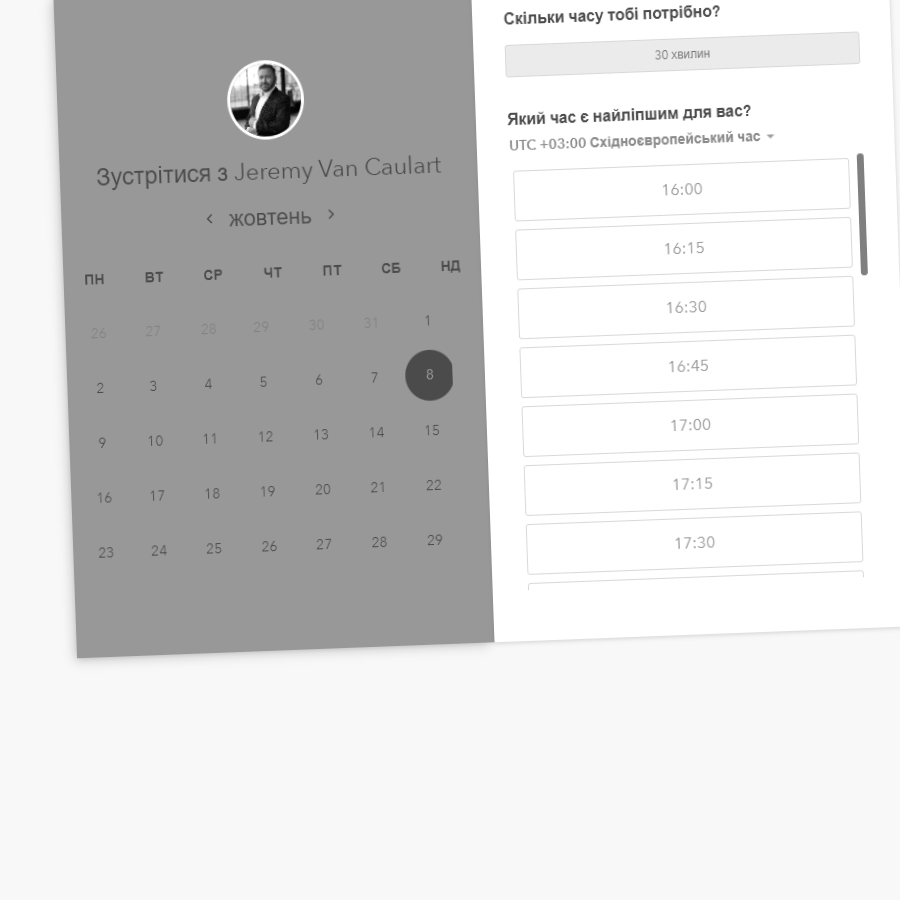 Зустрітися з Jeremy Van Caulart
‹ жовтень ›
ПН ВТ СР ЧТ ПТ СБ НД
26 27 28 29 30 31 1
2 3 4 5 6 7 8
9 10 11 12 13 14 15
16 17 18 19 20 21 22
23 24 25 26 27 28 29
Скільки часу тобі потрібно?
30 хвилин
Який час є найліпшим для вас?
UTC +03:00 Східноєвропейський час
16:00
16:15
16:30
16:45
17:00
17:15
17:30